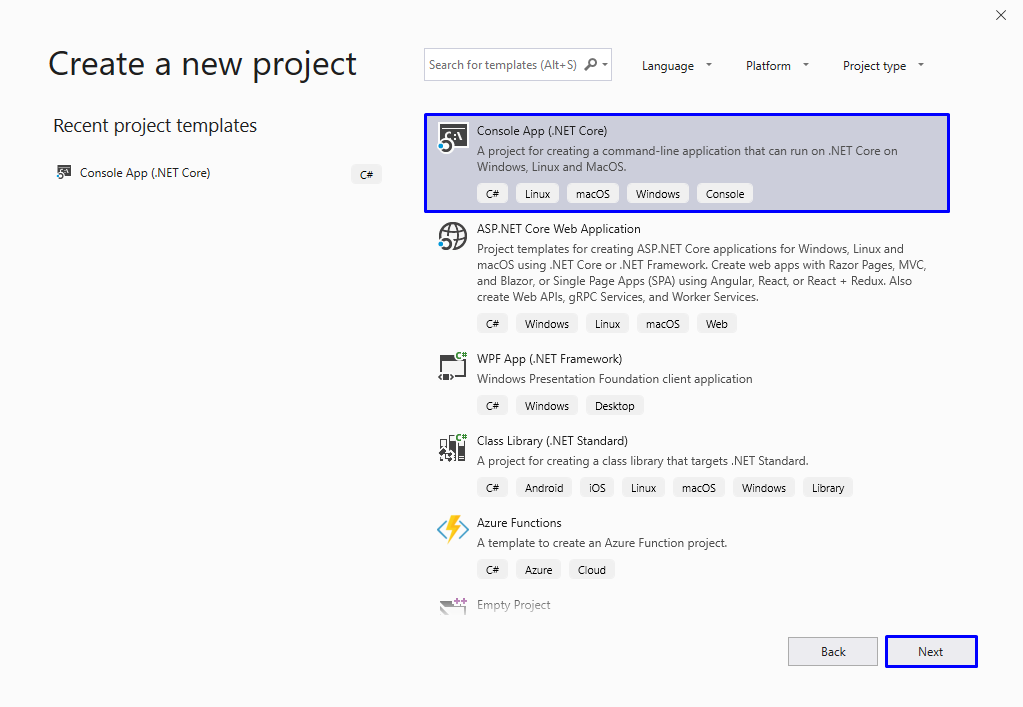 Create a new project
Search for templates (Alt+S)
Language
Platform
Project type
Recent project templates
Console App (.NET Core)
C#
C:\
Console App (.NET Core)
A project for creating a command-line application that can run on .NET Core on
Windows, Linux and MacOS.
C# Linux macOS Windows Console
ASP.NET Core Web Application
Project templates for creating ASP.NET Core applications for Windows, Linux and
macOS using .NET Core or .NET Framework. Create web apps with Razor Pages, MVC,
and Blazor, or Single Page Apps (SPA) using Angular, React, or React + Redux. Also
create Web APIs, gRPC Services, and Worker Services.
C# Windows Linux macOS Web
C#
WPF App (.NET Framework)
Windows Presentation Foundation client application
C# Windows Desktop
C#
Class Library (.NET Standard)
A project for creating a class library that targets .NET Standard.
C# Android iOS Linux macOS Windows Library
Azure Functions
A template to create an Azure Function project.
C# Azure Cloud
++
Empty Project
Back
Next